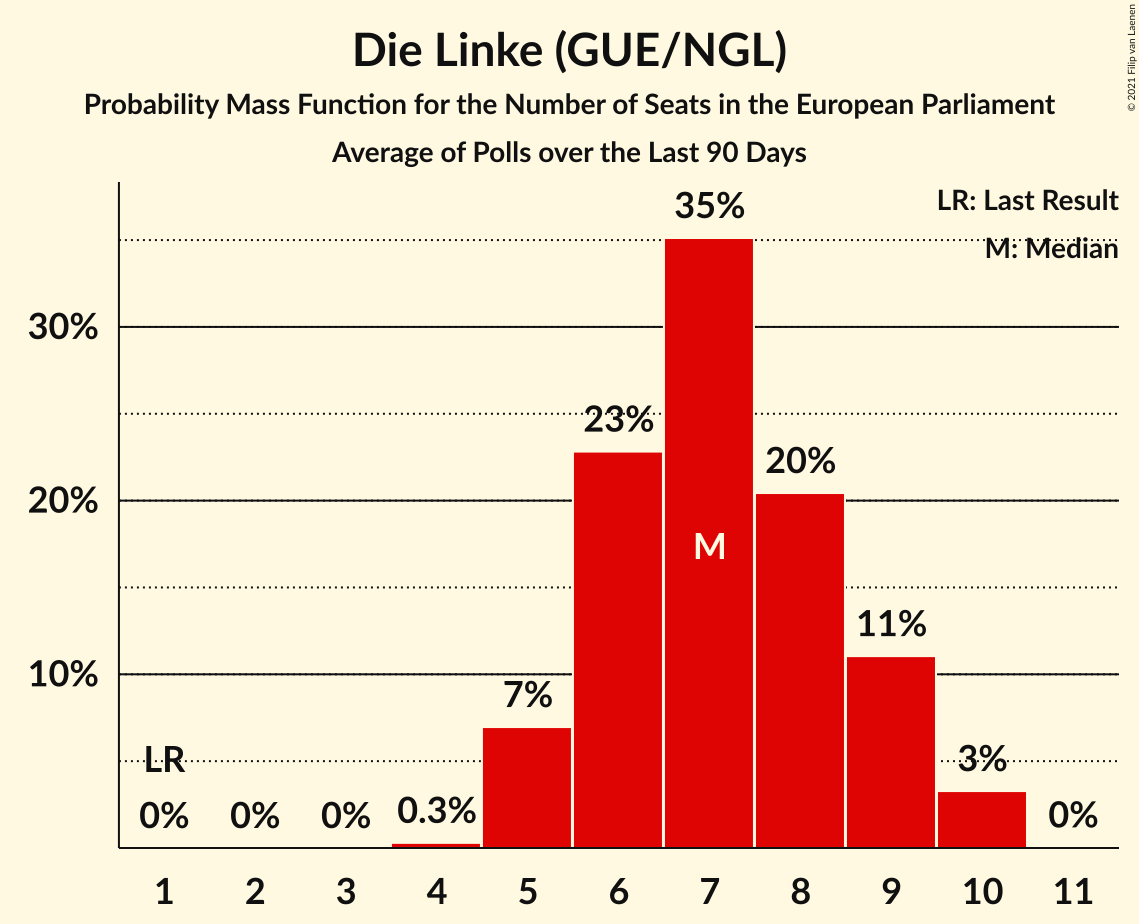 Die Linke (GUE/NGL)
Probability Mass Function for the Number of Seats in the European Parliament
Average of Polls over the Last 90 Days
© 2021 Filip van Laenen
LR: Last Result
M: Median
35%
30%
23%
20%
20%
M
11%
10%
7%
LR
3%
0%
0%
0%
0.3%
0%
1 2 3 4 5 6 7 8 9 10 11